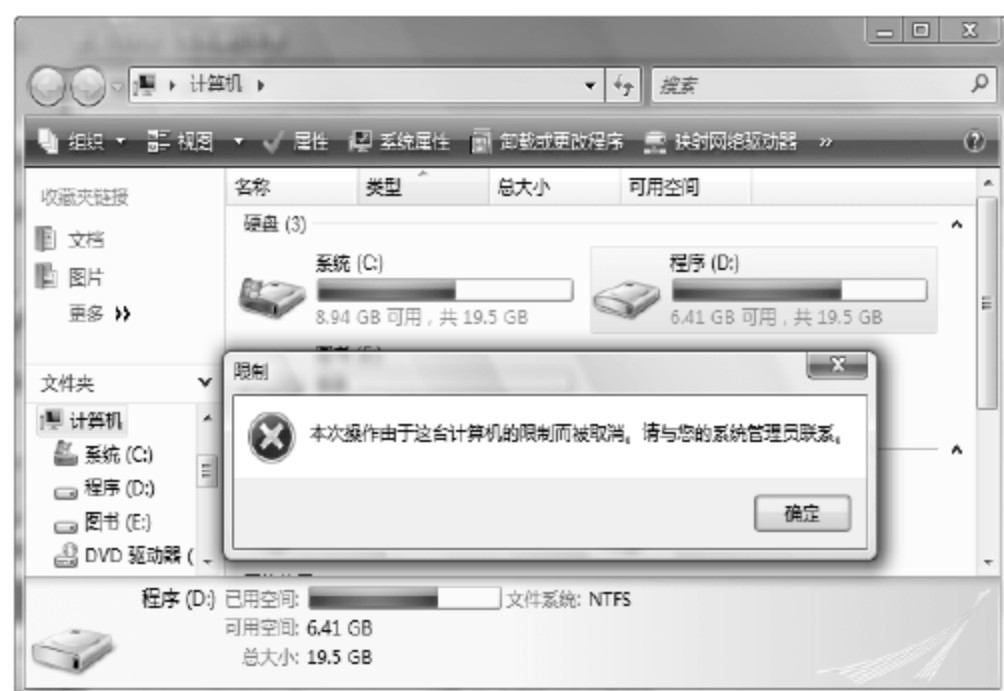 计算机
搜索
组织 视图 属性 系统属性 卸载或更改程序 映射网络驱动器 »
收藏夹链接
文档
图片
更多 »
文件夹
计算机
系统 (C:)
程序 (D:)
图书 (E:)
DVD 驱动器 (
名称 类型 总大小 可用空间
硬盘 (3)
系统 (C:)
8.94 GB 可用，共 19.5 GB
程序 (D:)
6.41 GB 可用，共 19.5 GB
限制
本次操作由于这台计算机的限制而被取消。请与您的系统管理员联系。
确定
程序 (D:) 已用空间: 文件系统: NTFS
可用空间: 6.41 GB
总大小: 19.5 GB